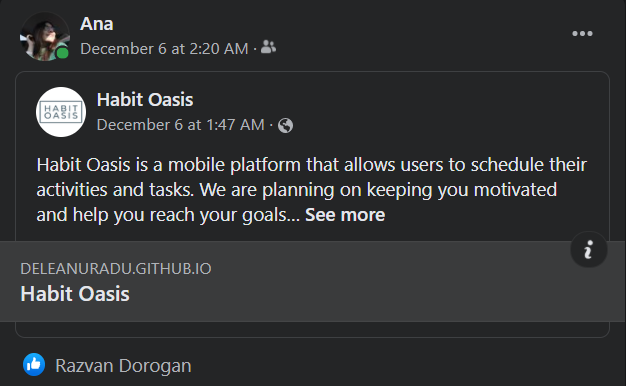 Ana
December 6 at 2:20 AM ·
HABIT
OASIS
Habit Oasis
December 6 at 1:47 AM ·
Habit Oasis is a mobile platform that allows users to schedule their
activities and tasks. We are planning on keeping you motivated
and help you reach your goals... See more
DELEANURADU.GITHUB.IO
Habit Oasis
Razvan Dorogan